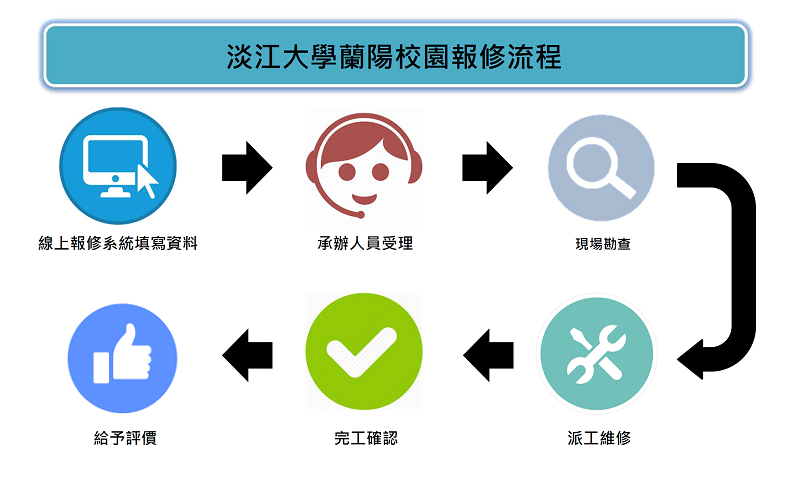 淡江大學蘭陽校園報修流程
線上報修系統填寫資料
承辦人員受理
現場勘查
派工維修
完工確認
給予評價